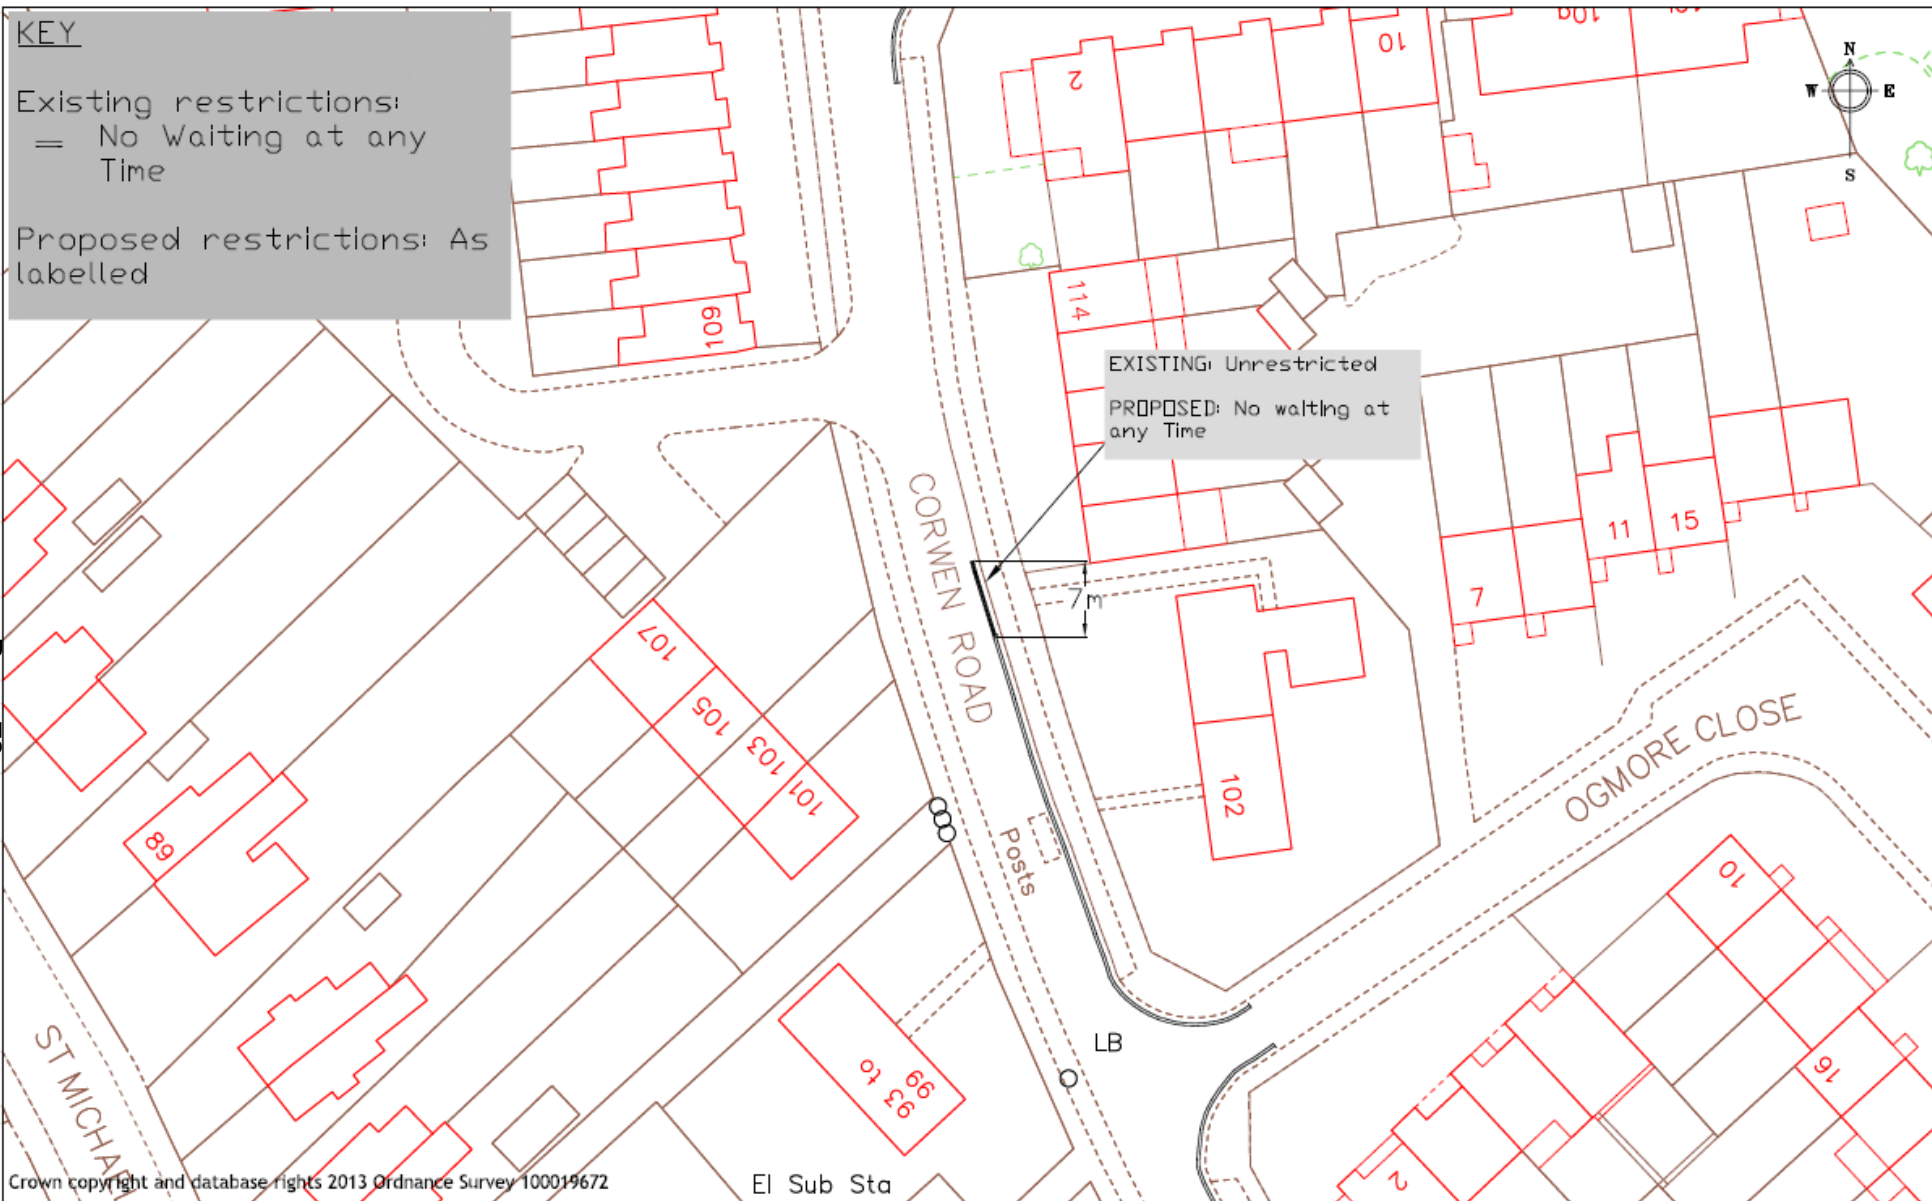 KEY
Existing restrictions:
= No Waiting at any
Time
Proposed restrictions: As
labelled
2
10
N
W
E
S
114
109
EXISTING: Unrestricted
PROPOSED: No waiting at
any Time
CORWEN ROAD
7m
11
15
7
107
105
103
101
102
OGMORE CLOSE
89
Posts
10
LB
93 to
99
16
2
ST MICHAE
El Sub Sta
Crown copyright and database rights 2013 Ordnance Survey 100019672